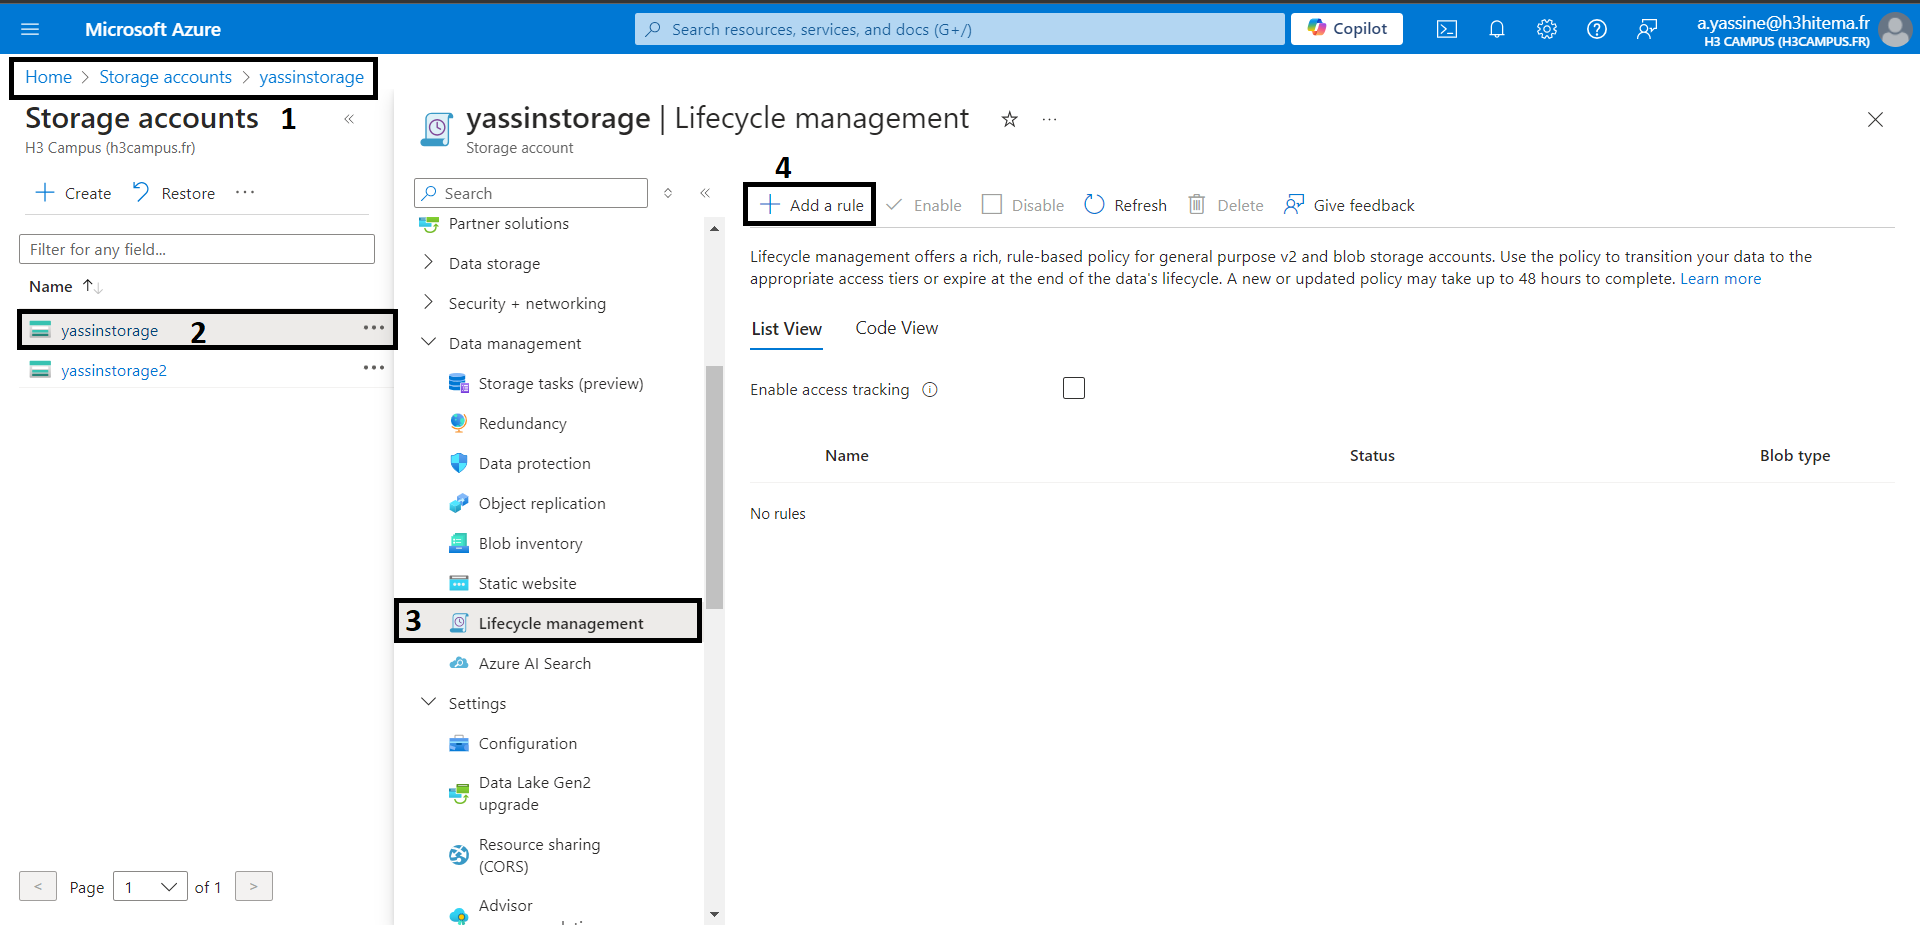 Microsoft Azure
Search resources, services, and docs (G+/)
Copilot
a.yassine@h3hitema.fr
H3 CAMPUS (H3CAMPUS.FR)
Home > Storage accounts > yassinstorage
Storage accounts 1 «
H3 Campus (h3campus.fr)
+ Create Restore ...
Filter for any field...
Name ↑↓
yassinstorage 2 ...
yassinstorage2 ...
< Page 1 of 1 >
yassinstorage | Lifecycle management ...
Storage account
Search «
Partner solutions
Data storage
Security + networking
Data management
Storage tasks (preview)
Redundancy
Data protection
Object replication
Blob inventory
Static website
3 Lifecycle management
Azure AI Search
Settings
Configuration
Data Lake Gen2
upgrade
Resource sharing
(CORS)
Advisor
4
+ Add a rule Enable Disable Refresh Delete Give feedback
Lifecycle management offers a rich, rule-based policy for general purpose v2 and blob storage accounts. Use the policy to transition your data to the
appropriate access tiers or expire at the end of the data's lifecycle. A new or updated policy may take up to 48 hours to complete. Learn more
List View Code View
Enable access tracking
Name Status Blob type
No rules